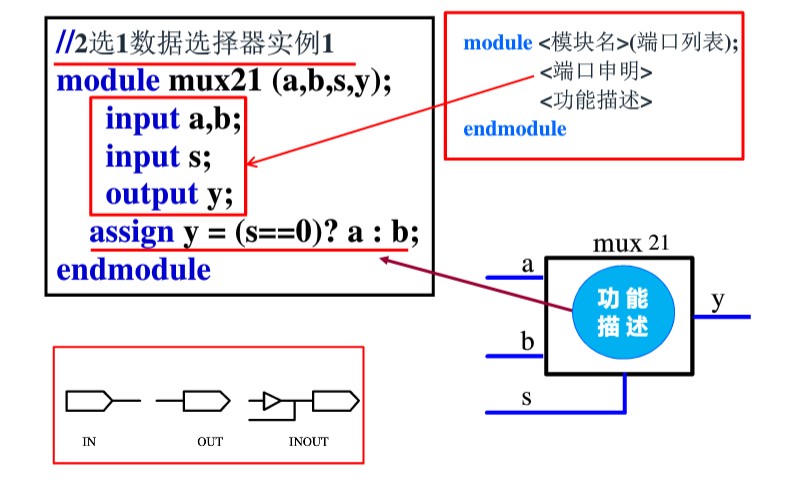 //2选1数据选择器实例1
module mux21 (a,b,s,y);
input a,b;
input s;
output y;
assign y = (s==0)? a : b;
endmodule
module <模块名>(端口列表);
<端口申明>
<功能描述>
endmodule
mux 21
a
功 能
描 述
y
b
s
IN
OUT
INOUT